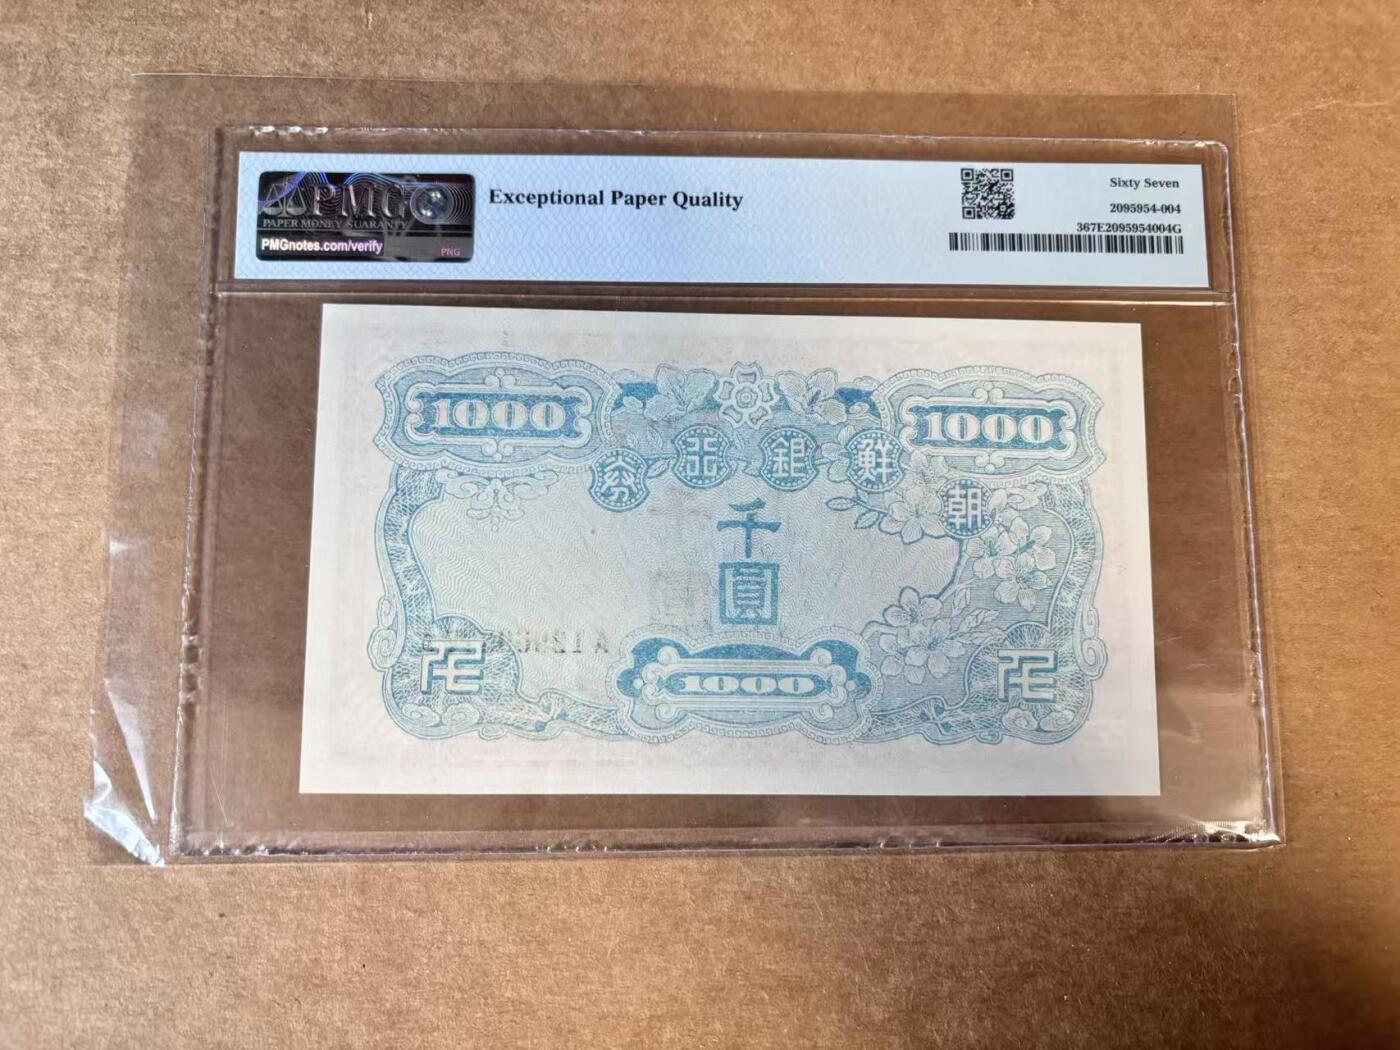 PMG
PAPER MONEY GUARANTY
PMGnotes.com/verify
PNG
Exceptional Paper Quality
Sixty Seven
2095954-004
367E2095954004G
1000
1000
券行銀鮮朝
千圓
1000